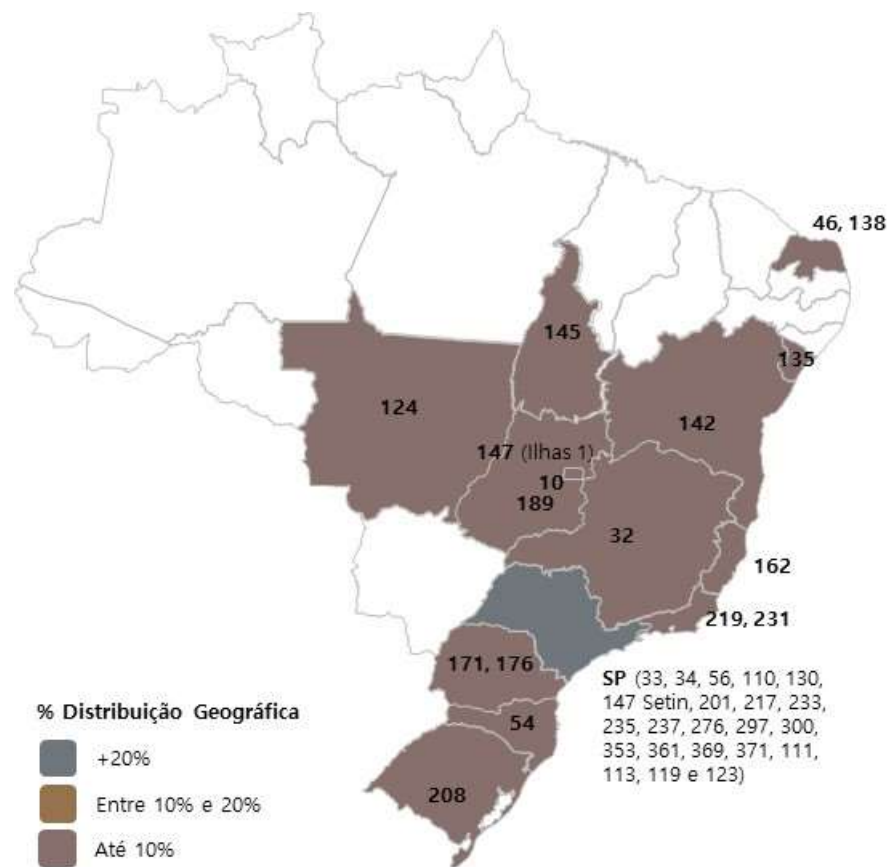 46, 138
145
135
124
142
147 (Ilhas 1)
10
189
32
162
219, 231
171, 176
SP (33, 34, 56, 110, 130,
147 Setin, 201, 217, 233,
235, 237, 276, 297, 300,
353, 361, 369, 371, 111,
113, 119 e 123)
54
208
% Distribuição Geográfica
+20%
Entre 10% e 20%
Até 10%